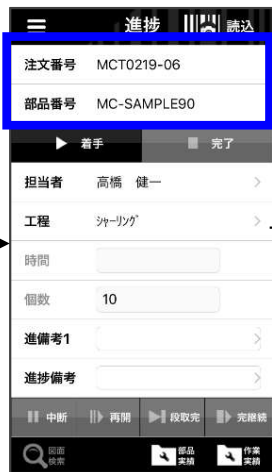 進捗 読込
注文番号 MCT0219-06
部品番号 MC-SAMPLE90
着手 完了
担当者 高橋 健一
工程 ｼｬｰﾘﾝｸﾞ
時間
個数 10
進備考1
進捗備考
中断 再開 段取完 完継続
図面検索 部品実績 作業実績